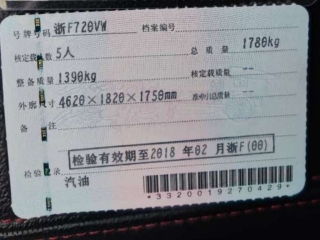 号牌号码 浙F720VW 档案编号
核定载人数 5人 总质量 1780kg
整备质量 1390kg 核定载质量 --
外廓尺寸 4620×1820×1750mm 准牵引总质量 --
备注
检验有效期至2018 年02 月浙F(00)
检验记录
汽油
*3320019270429*